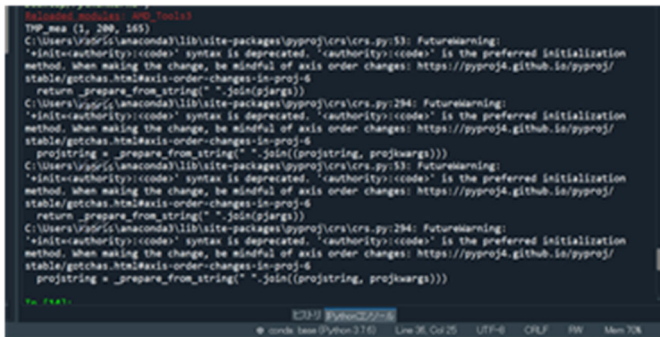 Reloaded modules: AMD_Tools3
TMP_mea (1, 200, 165)
C:\Users\\anaconda3\lib\site-packages\pyproj\crs\crs.py:53: FutureWarning:
'+init=<authority>:<code>' syntax is deprecated. '<authority>:<code>' is the preferred initialization
method. When making the change, be mindful of axis order changes: https://pyproj4.github.io/pyproj/
stable/gotchas.html#axis-order-changes-in-proj-6
return _prepare_from_string(" ".join(pjargs))
C:\Users\\anaconda3\lib\site-packages\pyproj\crs\crs.py:294: FutureWarning:
'+init=<authority>:<code>' syntax is deprecated. '<authority>:<code>' is the preferred initialization
method. When making the change, be mindful of axis order changes: https://pyproj4.github.io/pyproj/
stable/gotchas.html#axis-order-changes-in-proj-6
projstring = _prepare_from_string(" ".join((projstring, projkwargs)))
C:\Users\\anaconda3\lib\site-packages\pyproj\crs\crs.py:53: FutureWarning:
'+init=<authority>:<code>' syntax is deprecated. '<authority>:<code>' is the preferred initialization
method. When making the change, be mindful of axis order changes: https://pyproj4.github.io/pyproj/
stable/gotchas.html#axis-order-changes-in-proj-6
return _prepare_from_string(" ".join(pjargs))
C:\Users\\anaconda3\lib\site-packages\pyproj\crs\crs.py:294: FutureWarning:
'+init=<authority>:<code>' syntax is deprecated. '<authority>:<code>' is the preferred initialization
method. When making the change, be mindful of axis order changes: https://pyproj4.github.io/pyproj/
stable/gotchas.html#axis-order-changes-in-proj-6
projstring = _prepare_from_string(" ".join((projstring, projkwargs)))
In [14]:
ヒストリ IPythonコンソール
conda: base (Python 3.7.6) Line 36, Col 25 UTF-8 CRLF RW Mem 70%